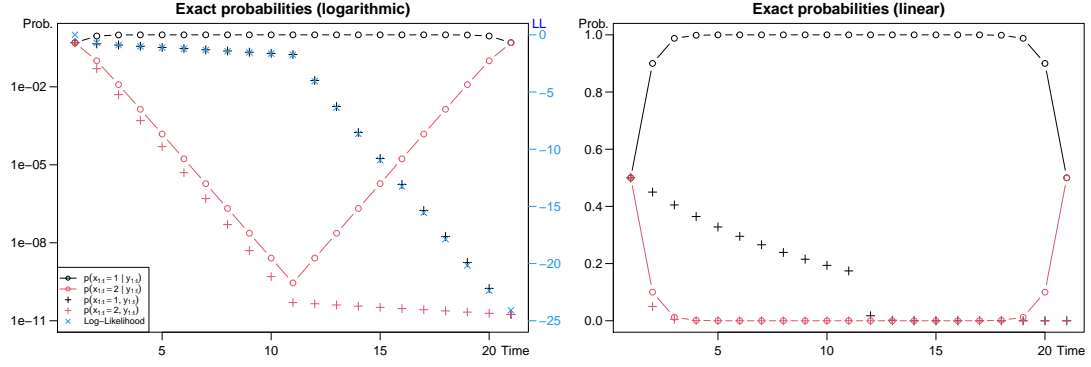 Exact probabilities (logarithmic)
Prob.
LL
1e−02
1e−05
1e−08
1e−11
0
−5
−10
−15
−20
−25
5
10
15
20
Time
p(x₁:ₜ = 1 | y₁:ₜ)
p(x₁:ₜ = 2 | y₁:ₜ)
p(x₁:ₜ = 1, y₁:ₜ)
p(x₁:ₜ = 2, y₁:ₜ)
Log−Likelihood
Exact probabilities (linear)
Prob.
1.0
0.8
0.6
0.4
0.2
0.0
5
10
15
20
Time